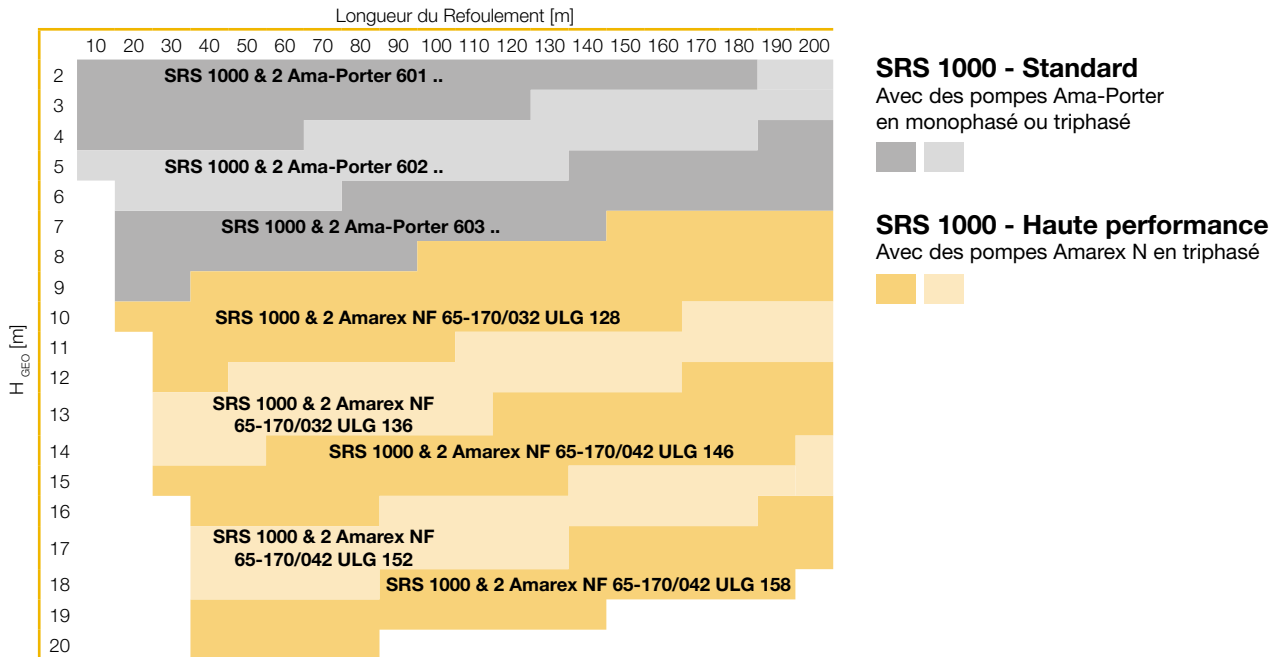 Longueur du Refoulement [m]
10 20 30 40 50 60 70 80 90 100 110 120 130 140 150 160 170 180 190 200
2 SRS 1000 & 2 Ama-Porter 601 ..
3
4
5 SRS 1000 & 2 Ama-Porter 602 ..
6
7 SRS 1000 & 2 Ama-Porter 603 ..
8
9
10 SRS 1000 & 2 Amarex NF 65-170/032 ULG 128
11
12
13 SRS 1000 & 2 Amarex NF
65-170/032 ULG 136
14 SRS 1000 & 2 Amarex NF 65-170/042 ULG 146
15
16
17 SRS 1000 & 2 Amarex NF
65-170/042 ULG 152
18 SRS 1000 & 2 Amarex NF 65-170/042 ULG 158
19
20
H GEO [m]
SRS 1000 - Standard
Avec des pompes Ama-Porter
en monophasé ou triphasé
SRS 1000 - Haute performance
Avec des pompes Amarex N en triphasé